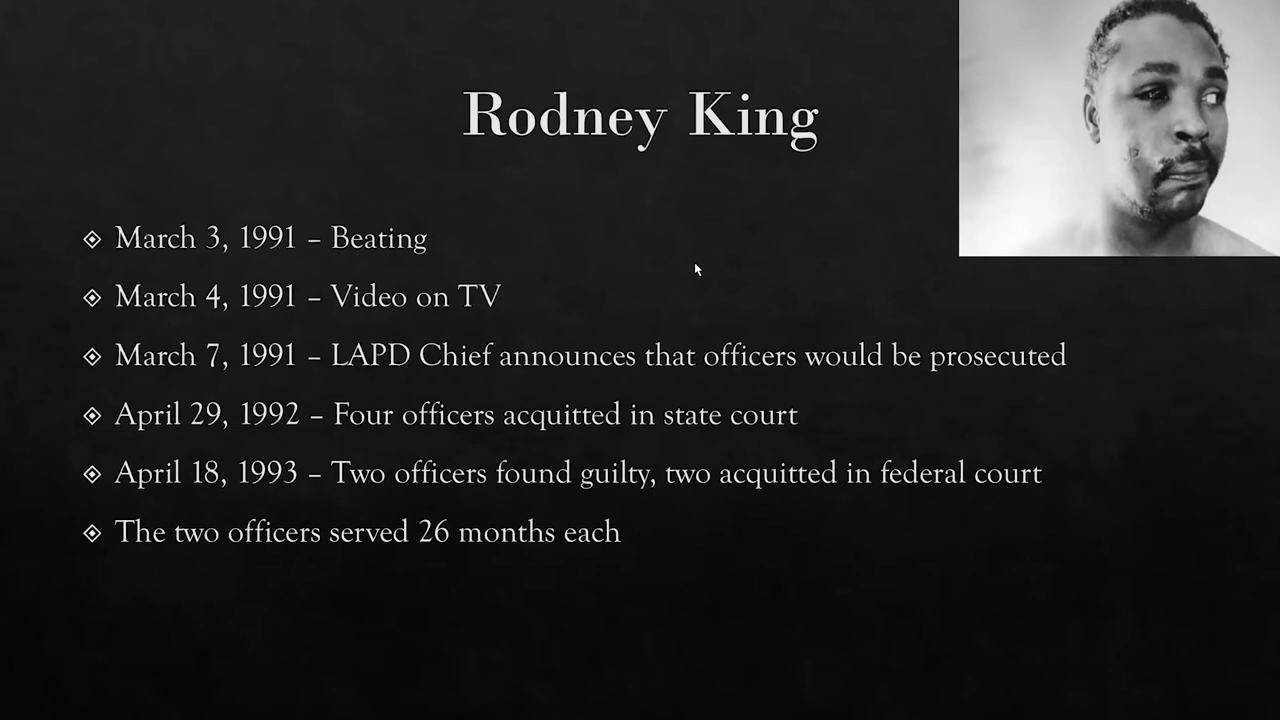 Rodney King
March 3, 1991 – Beating
March 4, 1991 – Video on TV
March 7, 1991 – LAPD Chief announces that officers would be prosecuted
April 29, 1992 – Four officers acquitted in state court
April 18, 1993 – Two officers found guilty, two acquitted in federal court
The two officers served 26 months each